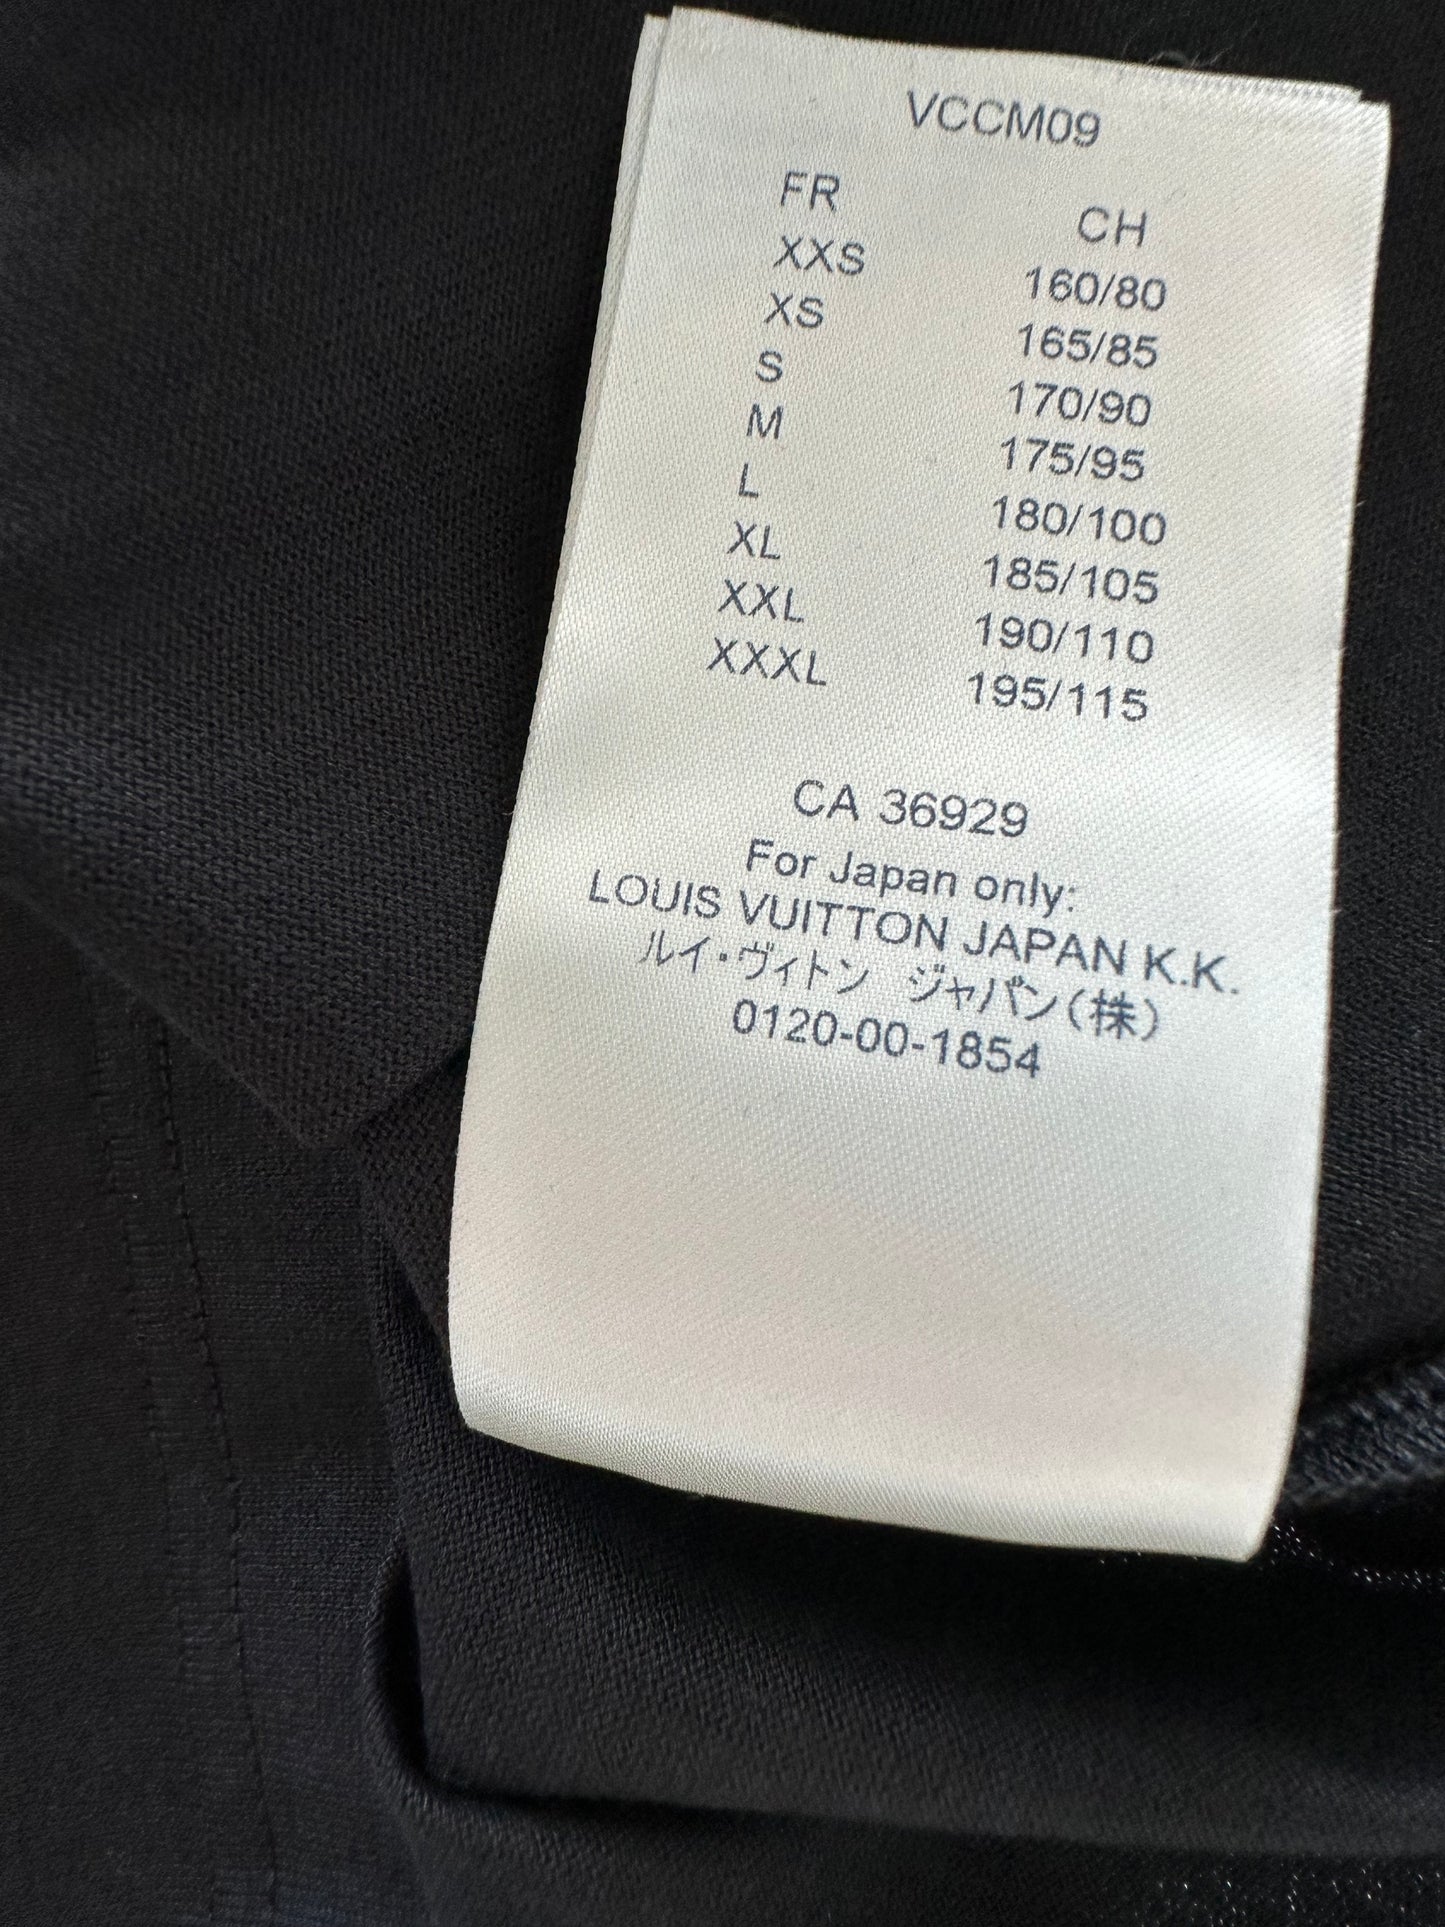 VCCM09
FR CH
XXS 160/80
XS 165/85
S 170/90
M 175/95
L 180/100
XL 185/105
XXL 190/110
XXXL 195/115
CA 36929
For Japan only:
LOUIS VUITTON JAPAN K.K.
ルイ・ヴィトン ジャパン(株)
0120-00-1854